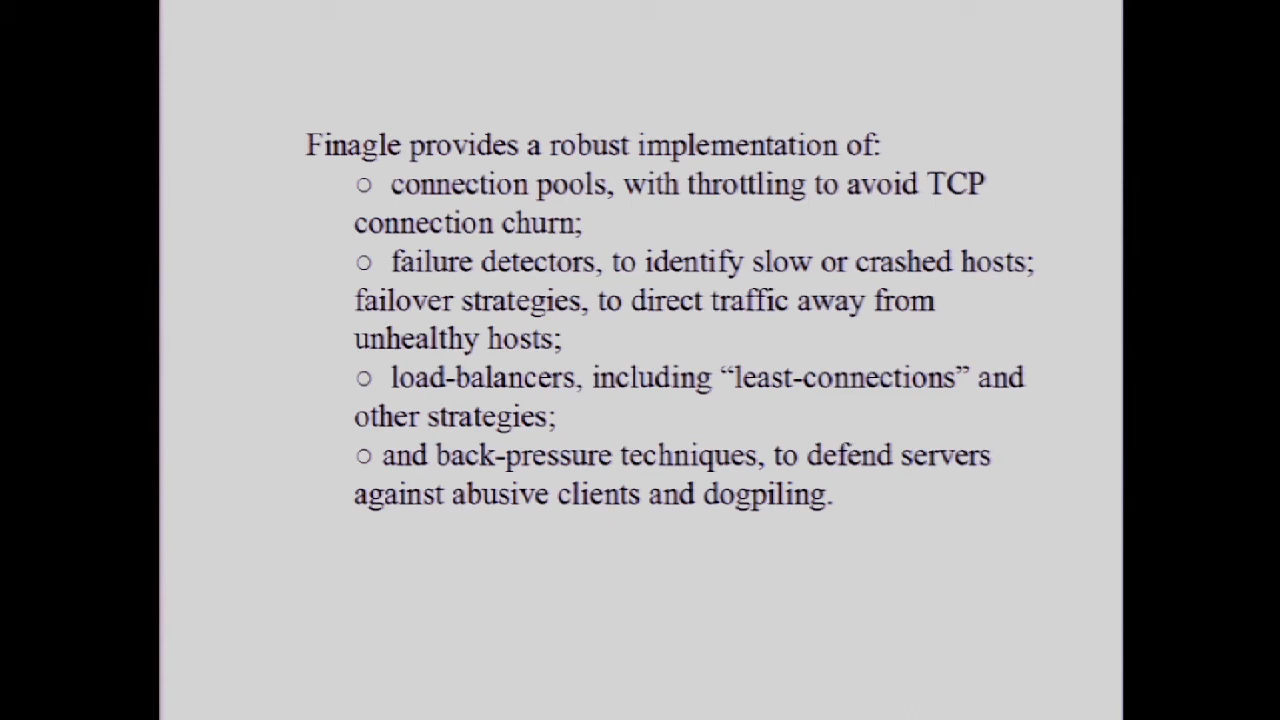 Finagle provides a robust implementation of:
○ connection pools, with throttling to avoid TCP
connection churn;
○ failure detectors, to identify slow or crashed hosts;
failover strategies, to direct traffic away from
unhealthy hosts;
○ load-balancers, including “least-connections” and
other strategies;
○ and back-pressure techniques, to defend servers
against abusive clients and dogpiling.